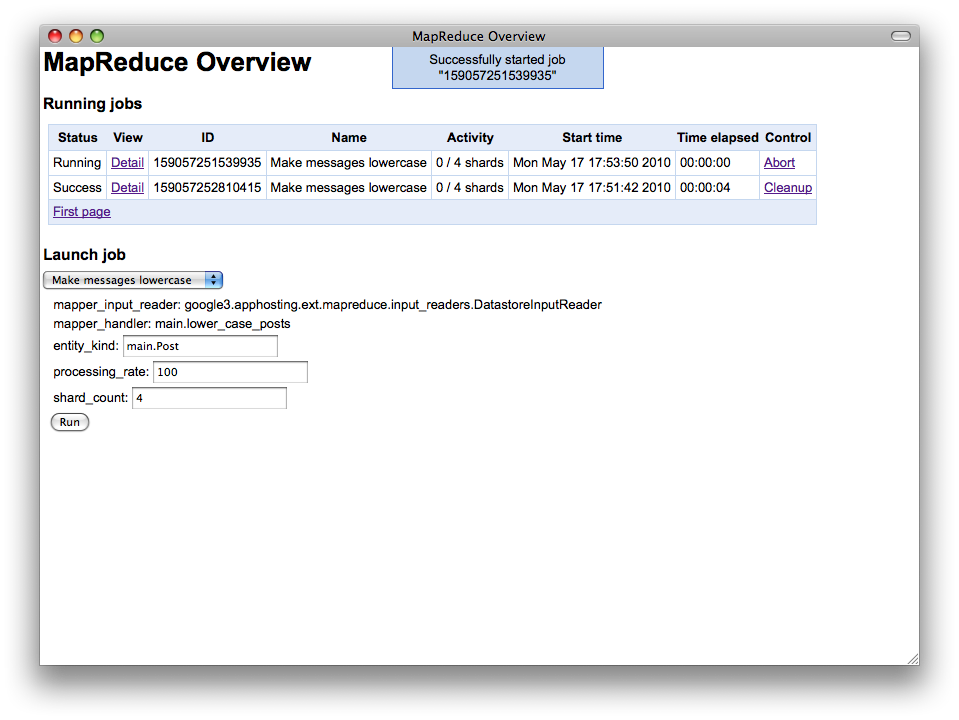 MapReduce Overview
MapReduce Overview
Successfully started job
"159057251539935"
Running jobs
Status View ID Name Activity Start time Time elapsed Control
Running Detail 159057251539935 Make messages lowercase 0 / 4 shards Mon May 17 17:53:50 2010 00:00:00 Abort
Success Detail 159057252810415 Make messages lowercase 0 / 4 shards Mon May 17 17:51:42 2010 00:00:04 Cleanup
First page
Launch job
Make messages lowercase
mapper_input_reader: google3.apphosting.ext.mapreduce.input_readers.DatastoreInputReader
mapper_handler: main.lower_case_posts
entity_kind: main.Post
processing_rate: 100
shard_count: 4
Run